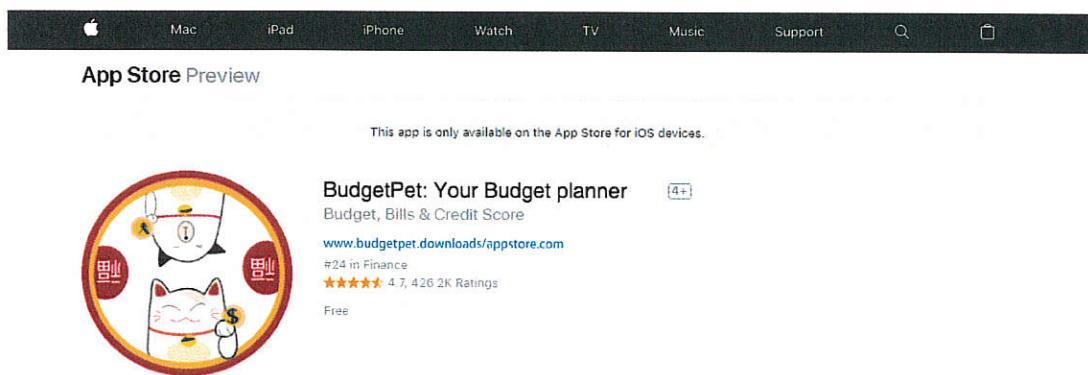 Mac iPad iPhone Watch TV Music Support
App Store Preview
This app is only available on the App Store for iOS devices.
BudgetPet: Your Budget planner 4+
Budget, Bills & Credit Score
www.budgetpet.downloads/appstore.com
#24 in Finance
4.7, 426.2K Ratings
Free
福 福
$